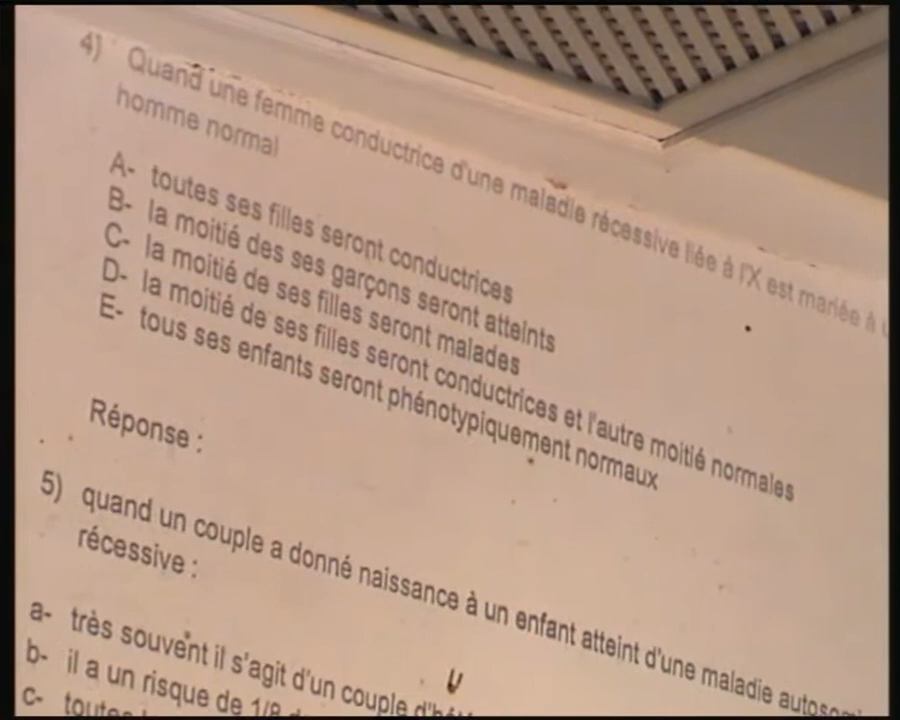 4) Quand une femme conductrice d'une maladie récessive liée à l'X est mariée à
homme normal
A- toutes ses filles seront conductrices
B- la moitié des ses garçons seront atteints
C- la moitié de ses filles seront malades
D- la moitié de ses filles seront conductrices et l'autre moitié normales
E- tous ses enfants seront phénotypiquement normaux
Réponse :
5) quand un couple a donné naissance à un enfant atteint d'une maladie
récessive :
a- très souvent il s'agit d'un couple
b- il a un risque de 1/8
c-